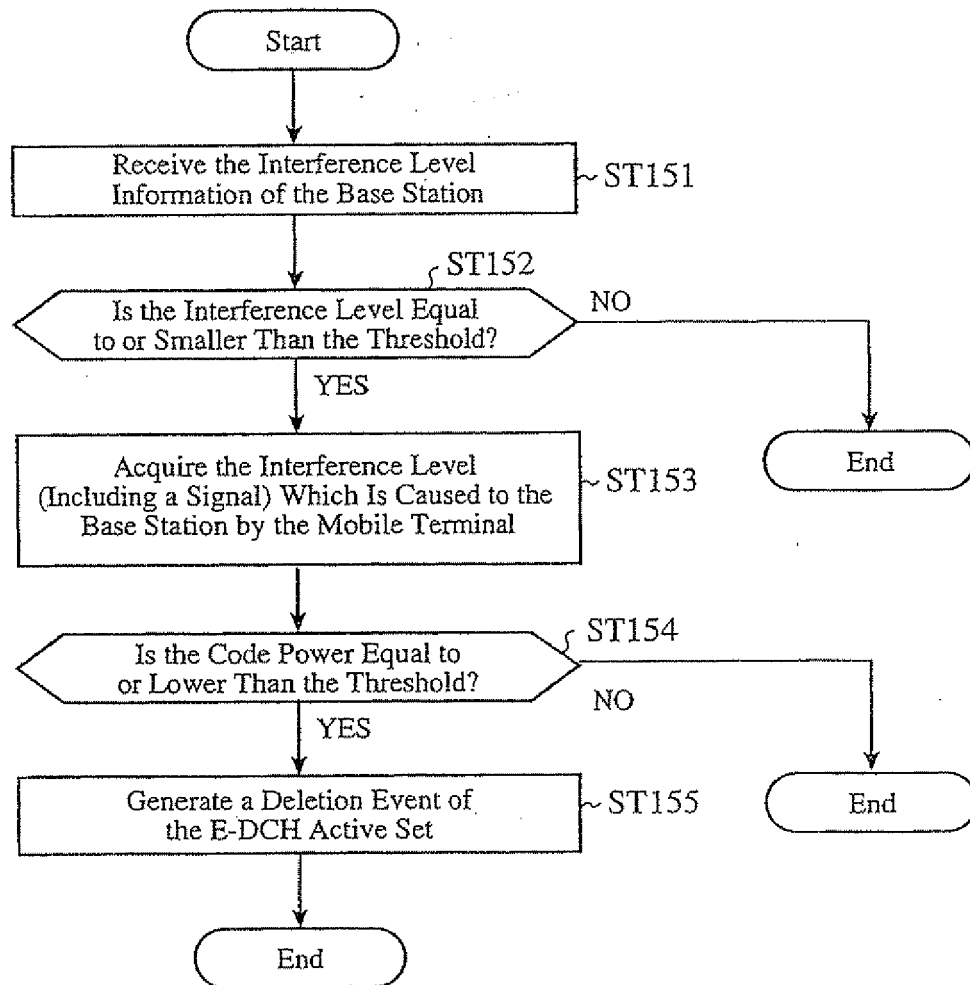 Start
Receive the Interference Level
Information of the Base Station
ST151
ST152
Is the Interference Level Equal
to or Smaller Than the Threshold?
NO
YES
End
Acquire the Interference Level
(Including a Signal) Which Is Caused to the
Base Station by the Mobile Terminal
ST153
Is the Code Power Equal to
or Lower Than the Threshold?
ST154
NO
YES
End
Generate a Deletion Event of
the E-DCH Active Set
ST155
End